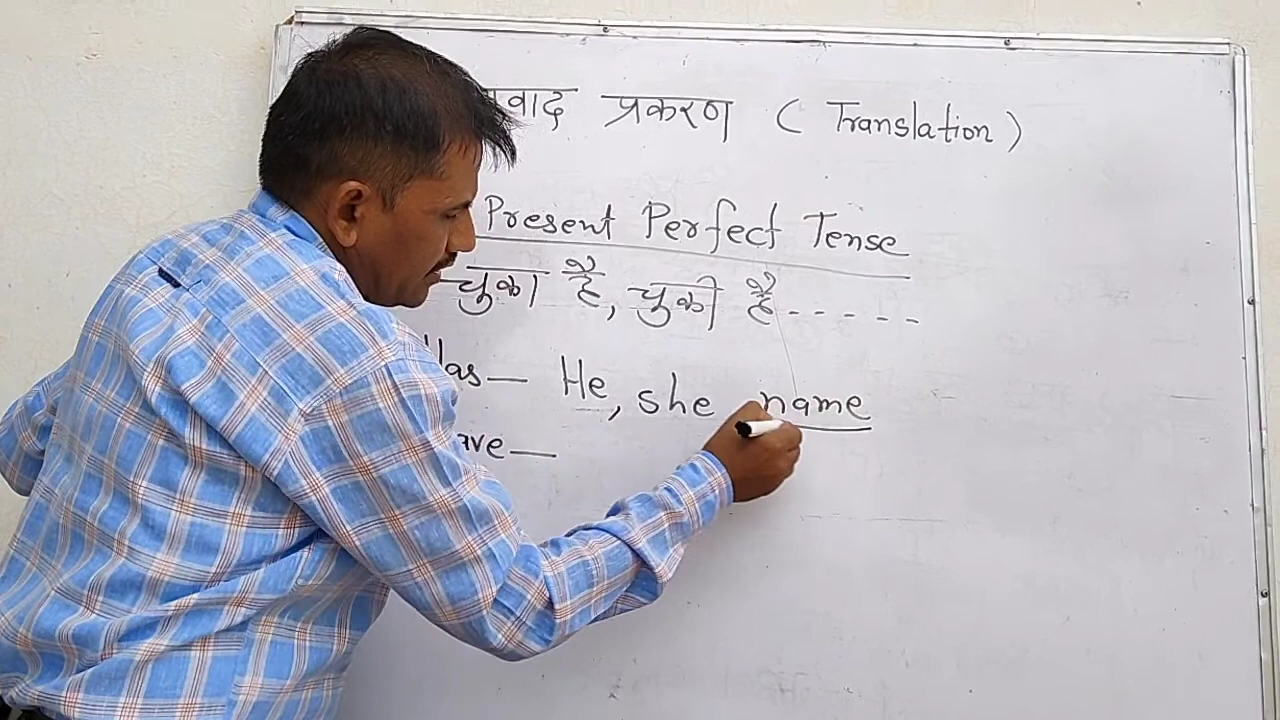 प्रकरण ( Translation )
Present Perfect Tense
चुका है, चुकी है-----
He, she name